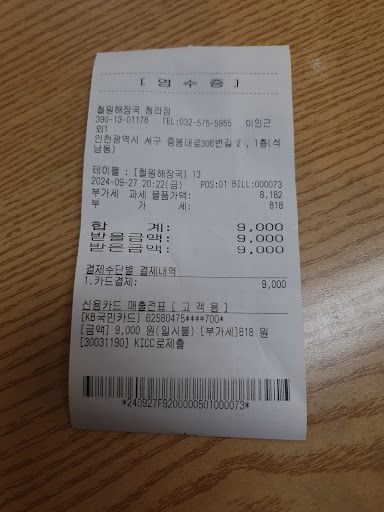 [ 영 수 증 ]
철원해장국 청라점
390-13-01178 TEL:032-575-5955 이인근
외1
인천광역시 서구 중봉대로306번길 2 , 1층(석
남동)
테이블 : [철원해장국] 13
2024-09-27 20:22(금) POS:01 BILL:000073
부가세 과세 물품가액: 8,182
부 가 세: 818
합 계: 9,000
받을금액: 9,000
받은금액: 9,000
결제수단별 결제내역
1.카드결제: 9,000
신용카드 매출전표 [ 고객용 ]
[KB국민카드] 62580475****700*
[금액] 9,000 원(일시불) [부가세]818 원
[30031190] KICC로제출
*240927F9200000501000073*